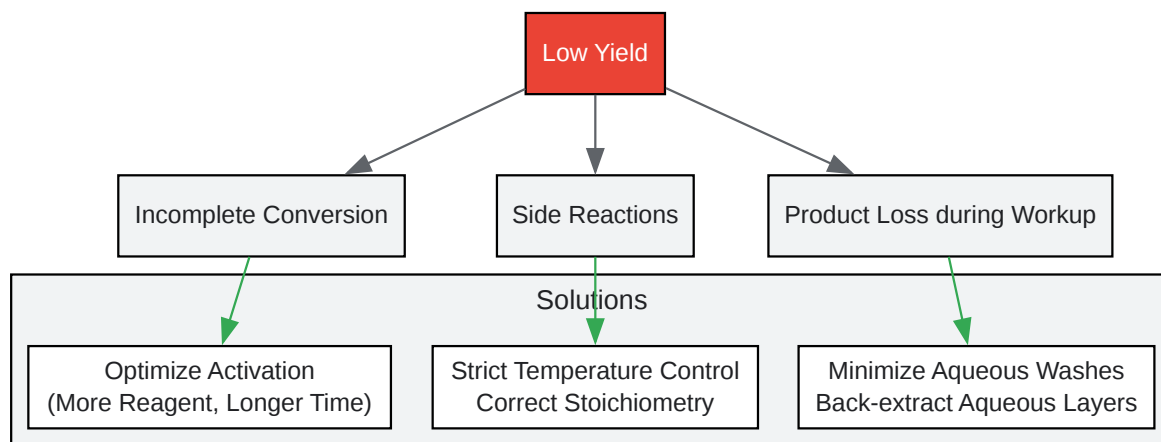 Low Yield
Incomplete Conversion
Side Reactions
Product Loss during Workup
Solutions
Optimize Activation
(More Reagent, Longer Time)
Strict Temperature Control
Correct Stoichiometry
Minimize Aqueous Washes
Back-extract Aqueous Layers